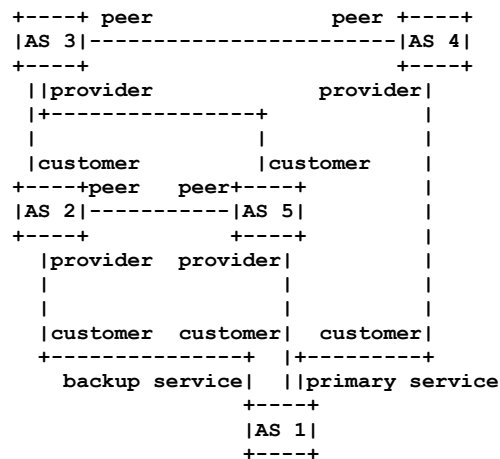 +----+ peer                peer +----+
|AS 3|-------------------------|AS 4|
+----+                         +----+
 ||provider            provider|
 |+----------------+           |
 |                 |           |
 |customer         |customer   |
+----+peer   peer+----+        |
|AS 2|-----------|AS 5|        |
+----+           +----+        |
  |provider  provider|         |
  |                  |         |
  |                  |         |
  |customer  customer|  customer|
  +---------------+  |+---------+
    backup service|  ||primary service
                 +----+
                 |AS 1|
                 +----+